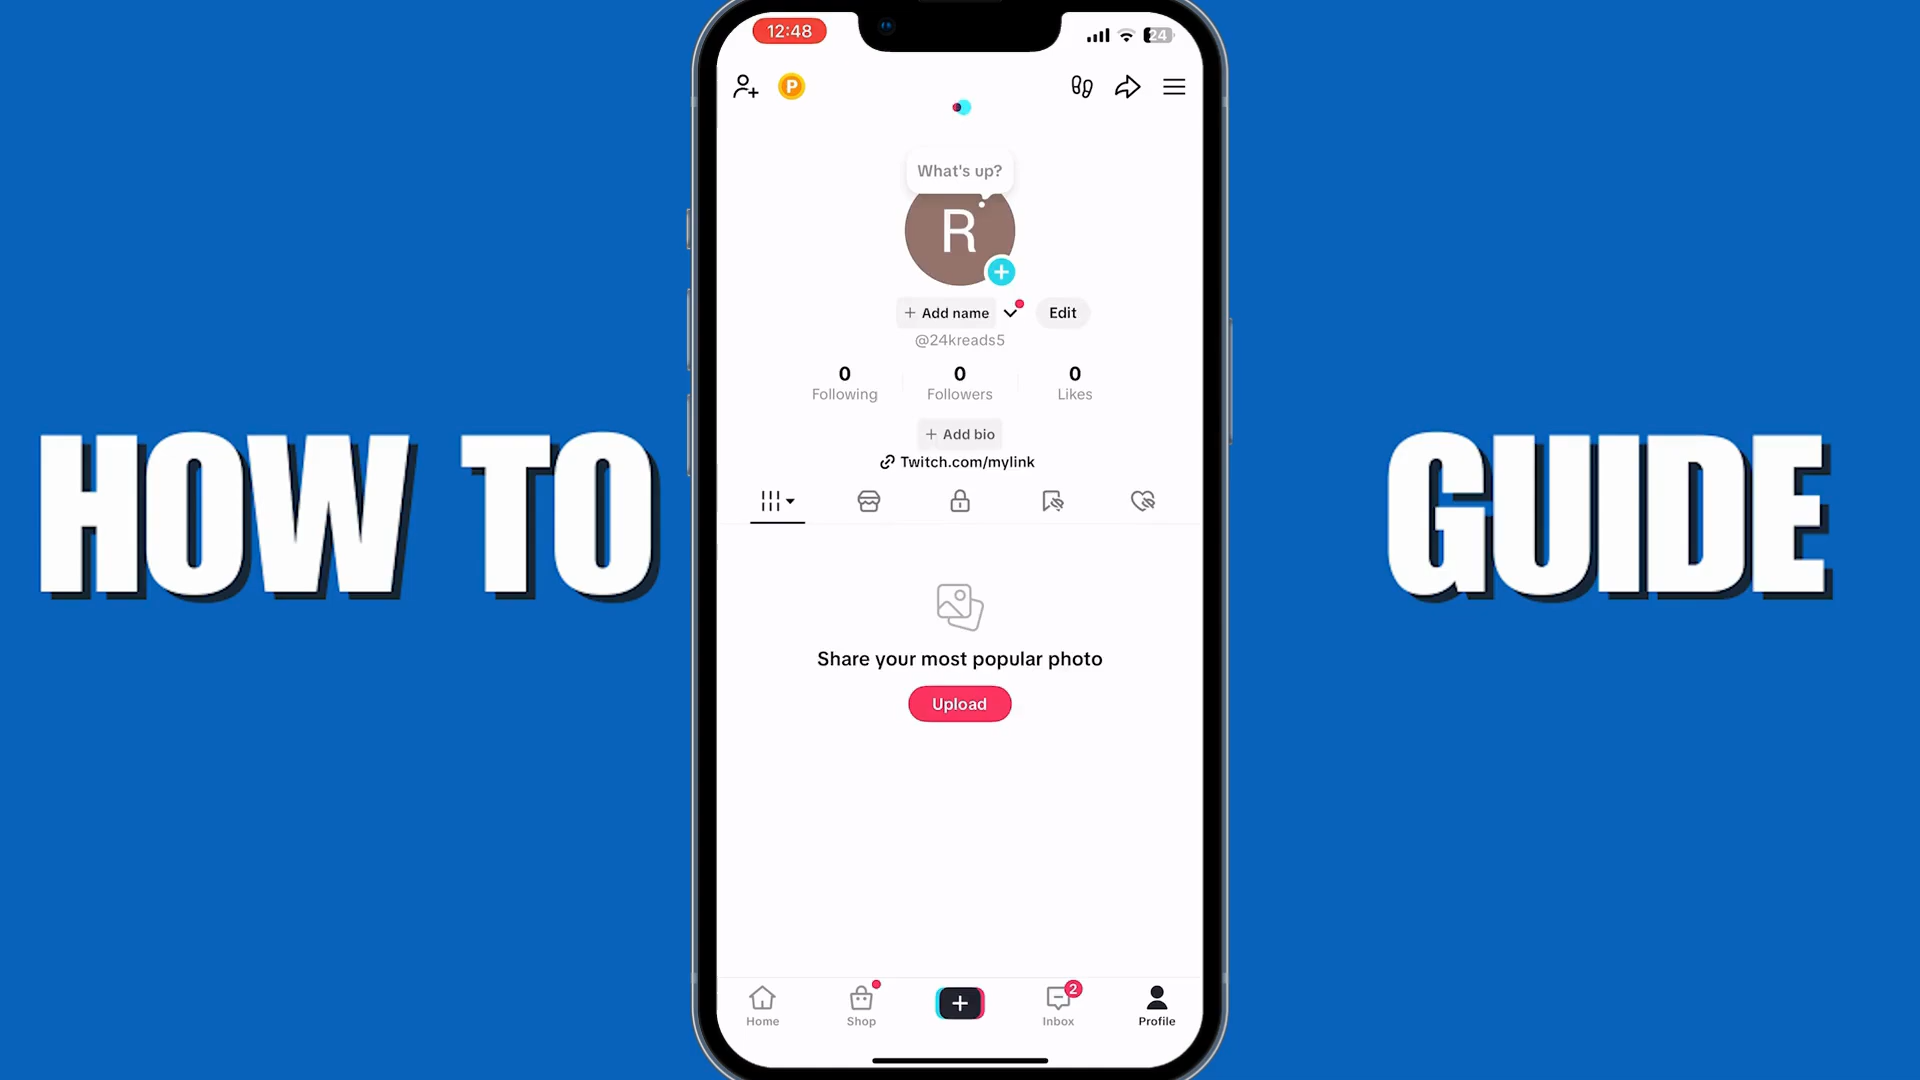 12:48
24
P
What's up?
R
+ Add name
Edit
@24kreads5
0
Following
0
Followers
0
Likes
+ Add bio
Twitch.com/mylink
HOW TO
GUIDE
Share your most popular photo
Upload
Home
Shop
2
Inbox
Profile